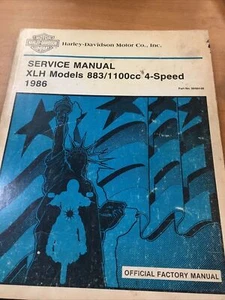 Harley-Davidson Motor Co., Inc.
SERVICE MANUAL
XLH Models 883/1100cc 4-Speed
1986
OFFICIAL FACTORY MANUAL